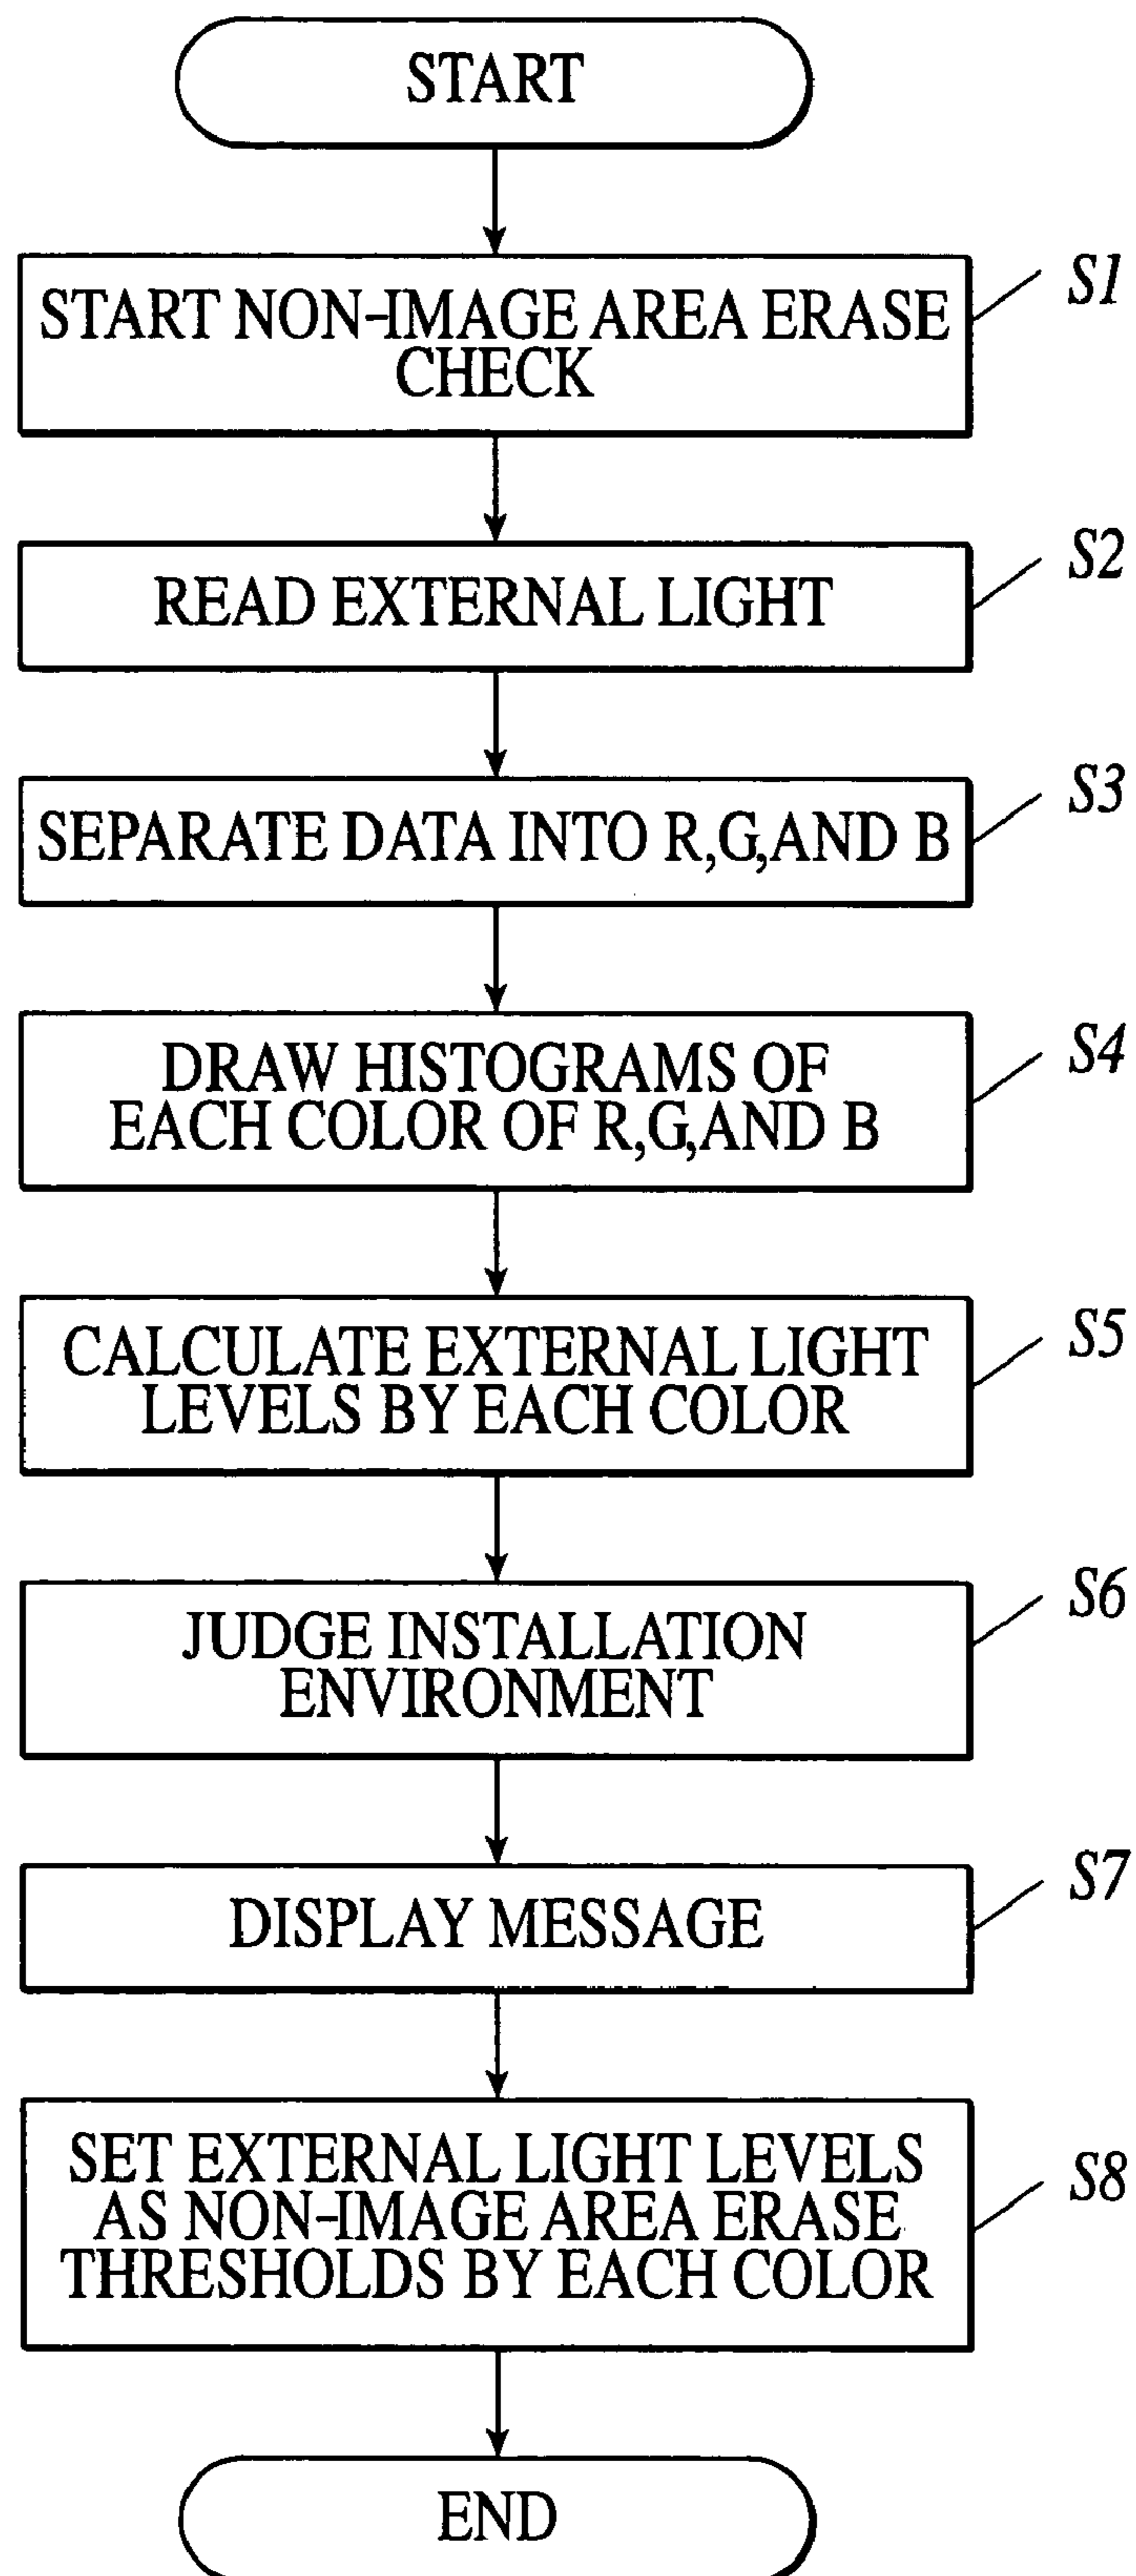 START
START NON-IMAGE AREA ERASE
CHECK
S1
READ EXTERNAL LIGHT
S2
SEPARATE DATA INTO R,G,AND B
S3
DRAW HISTOGRAMS OF
EACH COLOR OF R,G,AND B
S4
CALCULATE EXTERNAL LIGHT
LEVELS BY EACH COLOR
S5
JUDGE INSTALLATION
ENVIRONMENT
S6
DISPLAY MESSAGE
S7
SET EXTERNAL LIGHT LEVELS
AS NON-IMAGE AREA ERASE
THRESHOLDS BY EACH COLOR
S8
END